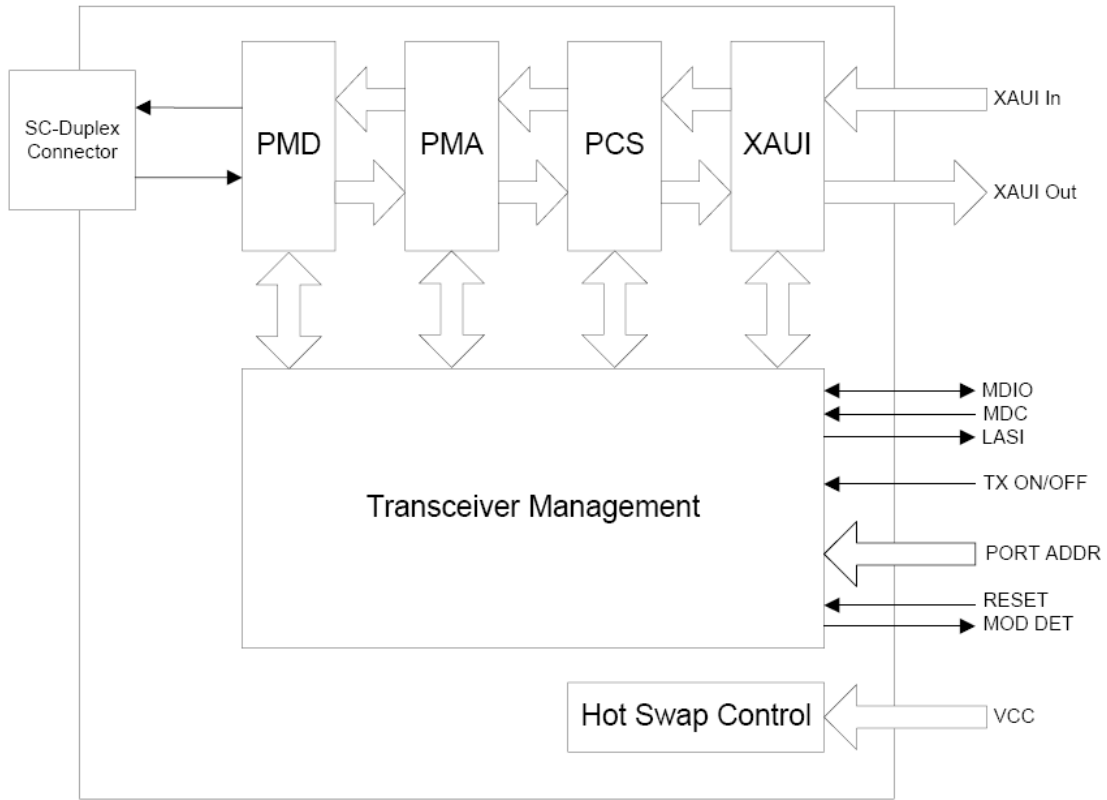 XAUI In
SC-Duplex
Connector
PMD
PMA
PCS
XAUI
XAUI Out
MDIO
MDC
LASI
TX ON/OFF
Transceiver Management
PORT ADDR
RESET
MOD DET
Hot Swap Control
VCC